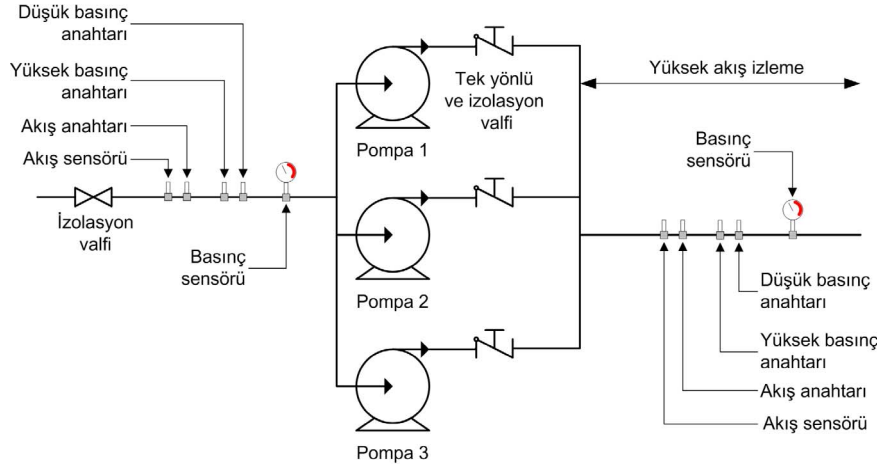 Düşük basınç
anahtarı
Yüksek basınç
anahtarı
Akış anahtarı
Akış sensörü
İzolasyon
valfi
Basınç
sensörü
Pompa 1
Tek yönlü
ve izolasyon
valfi
Pompa 2
Pompa 3
Yüksek akış izleme
Basınç
sensörü
Düşük basınç
anahtarı
Yüksek basınç
anahtarı
Akış anahtarı
Akış sensörü